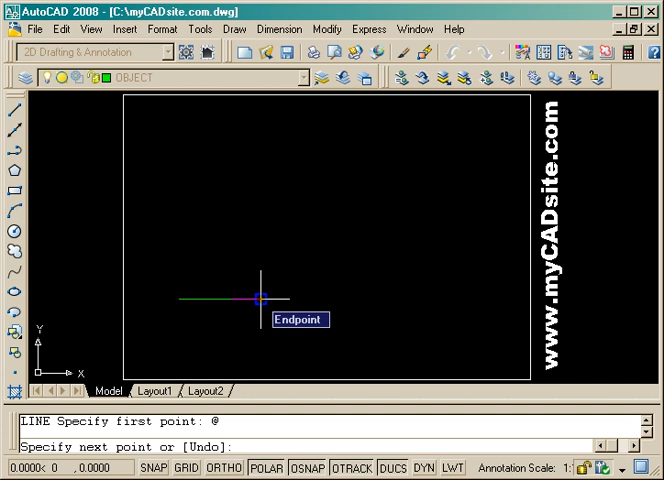 AutoCAD 2008 - [C:\myCADsite.com.dwg]
File Edit View Insert Format Tools Draw Dimension Modify Express Window Help
2D Drafting & Annotation
OBJECT
www.myCADsite.com
Endpoint
Y
X
Model Layout1 Layout2
LINE Specify first point: @
Specify next point or [Undo]:
0.0000< 0 , 0.0000 SNAP GRID ORTHO POLAR OSNAP OTRACK DUCS DYN LWT Annotation Scale: 1: